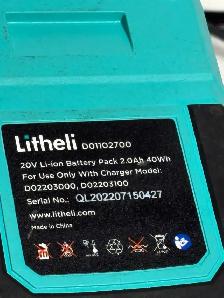 Litheli D01102700
20V Li-ion Battery Pack 2.0Ah 40Wh
For Use Only With Charger Model:
D02203000, D02203100
Serial No.: QL202207150427
www.litheli.com
Made in China